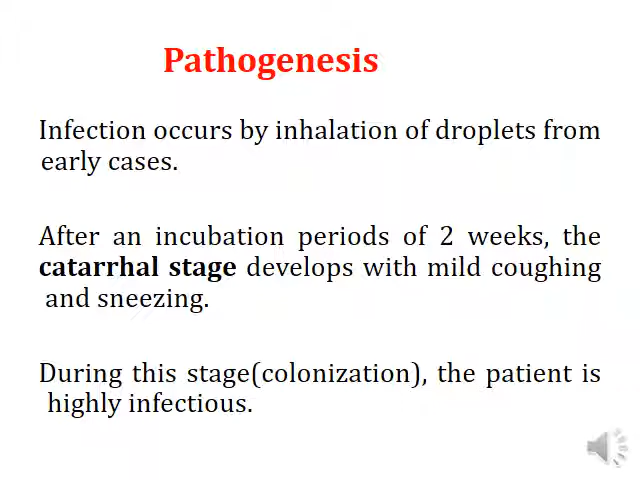 Pathogenesis
Infection occurs by inhalation of droplets from
early cases.
After an incubation periods of 2 weeks, the
catarrhal stage develops with mild coughing
and sneezing.
During this stage(colonization), the patient is
highly infectious.